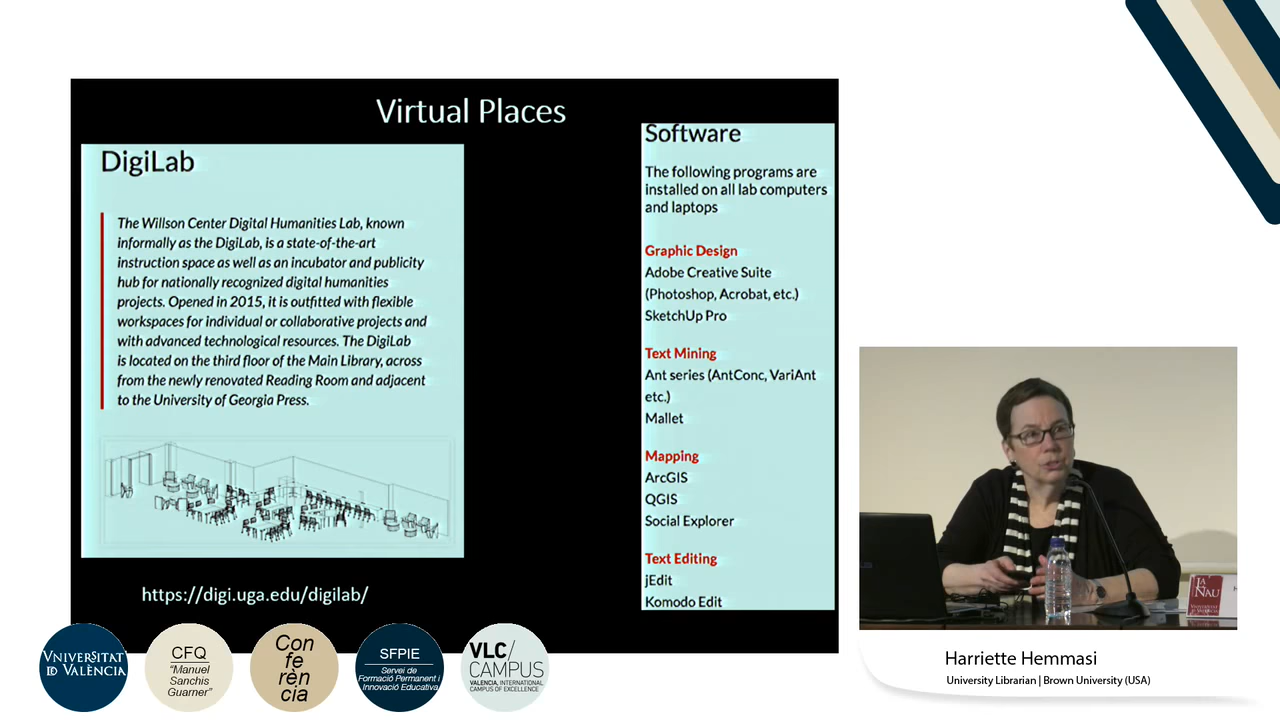 Virtual Places
DigiLab
The Willson Center Digital Humanities Lab, known
informally as the DigiLab, is a state-of-the-art
instruction space as well as an incubator and publicity
hub for nationally recognized digital humanities
projects. Opened in 2015, it is outfitted with flexible
workspaces for individual or collaborative projects and
with advanced technological resources. The DigiLab
is located on the third floor of the Main Library, across
from the newly renovated Reading Room and adjacent
to the University of Georgia Press.
https://digi.uga.edu/digilab/
Software
The following programs are
installed on all lab computers
and laptops
Graphic Design
Adobe Creative Suite
(Photoshop, Acrobat, etc.)
SketchUp Pro
Text Mining
Ant series (AntConc, VariAnt
etc.)
Mallet
Mapping
ArcGIS
QGIS
Social Explorer
Text Editing
jEdit
Komodo Edit
LA
NAU
Harriette Hemmasi
University Librarian | Brown University (USA)
VNIVERSITAT
DE VALÈNCIA
CFQ
"Manuel
Sanchis
Guarner"
Con
fe
rèn
cia
SFPIE
Servei de
Formació Permanent i
Innovació Educativa
VLC/
CAMPUS
VALENCIA, INTERNATIONAL
CAMPUS OF EXCELLENCE